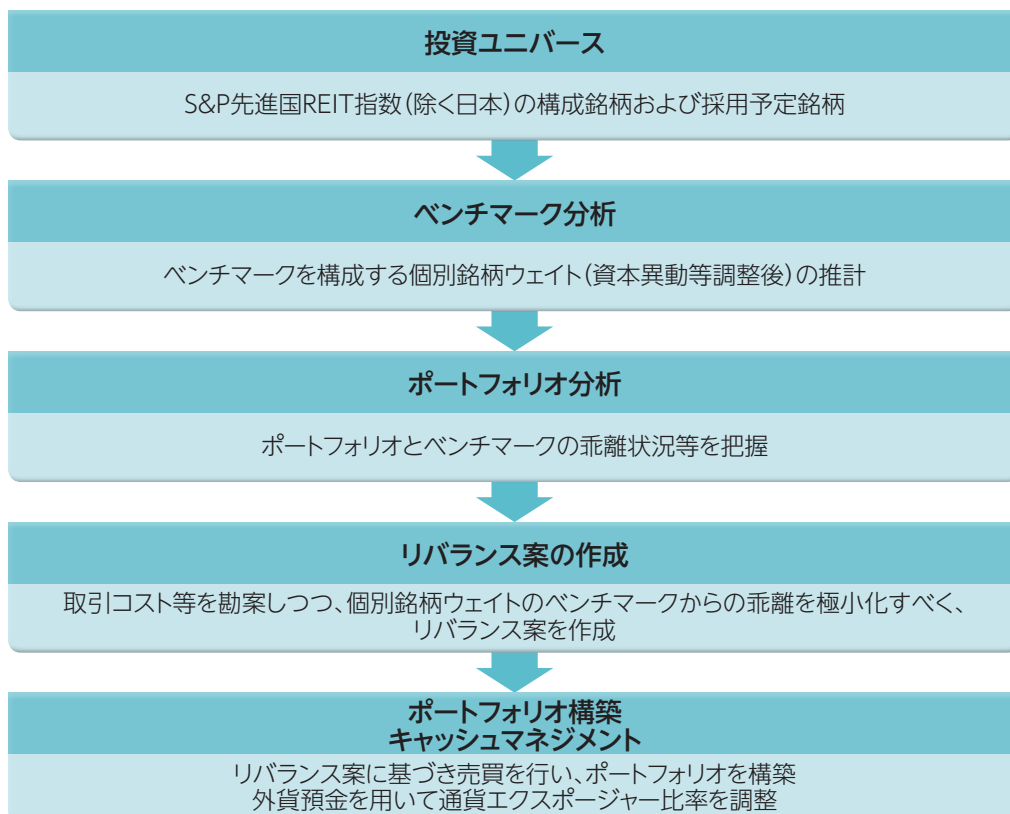 投資ユニバース
S&P先進国REIT指数(除く日本)の構成銘柄および採用予定銘柄
ベンチマーク分析
ベンチマークを構成する個別銘柄ウェイト(資本異動等調整後)の推計
ポートフォリオ分析
ポートフォリオとベンチマークの乖離状況等を把握
リバランス案の作成
取引コスト等を勘案しつつ、個別銘柄ウェイトのベンチマークからの乖離を極小化すべく、
リバランス案を作成
ポートフォリオ構築
キャッシュマネジメント
リバランス案に基づき売買を行い、ポートフォリオを構築
外貨預金を用いて通貨エクスポージャー比率を調整